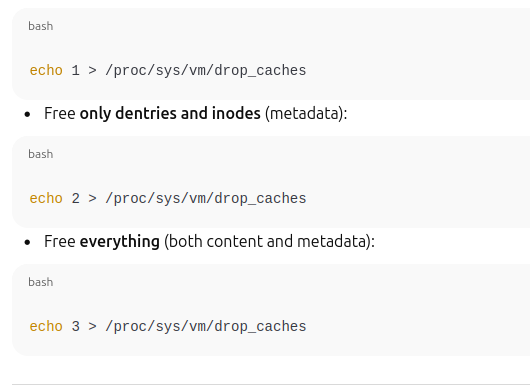 bash
echo 1 > /proc/sys/vm/drop_caches
• Free only dentries and inodes (metadata):
bash
echo 2 > /proc/sys/vm/drop_caches
• Free everything (both content and metadata):
bash
echo 3 > /proc/sys/vm/drop_caches